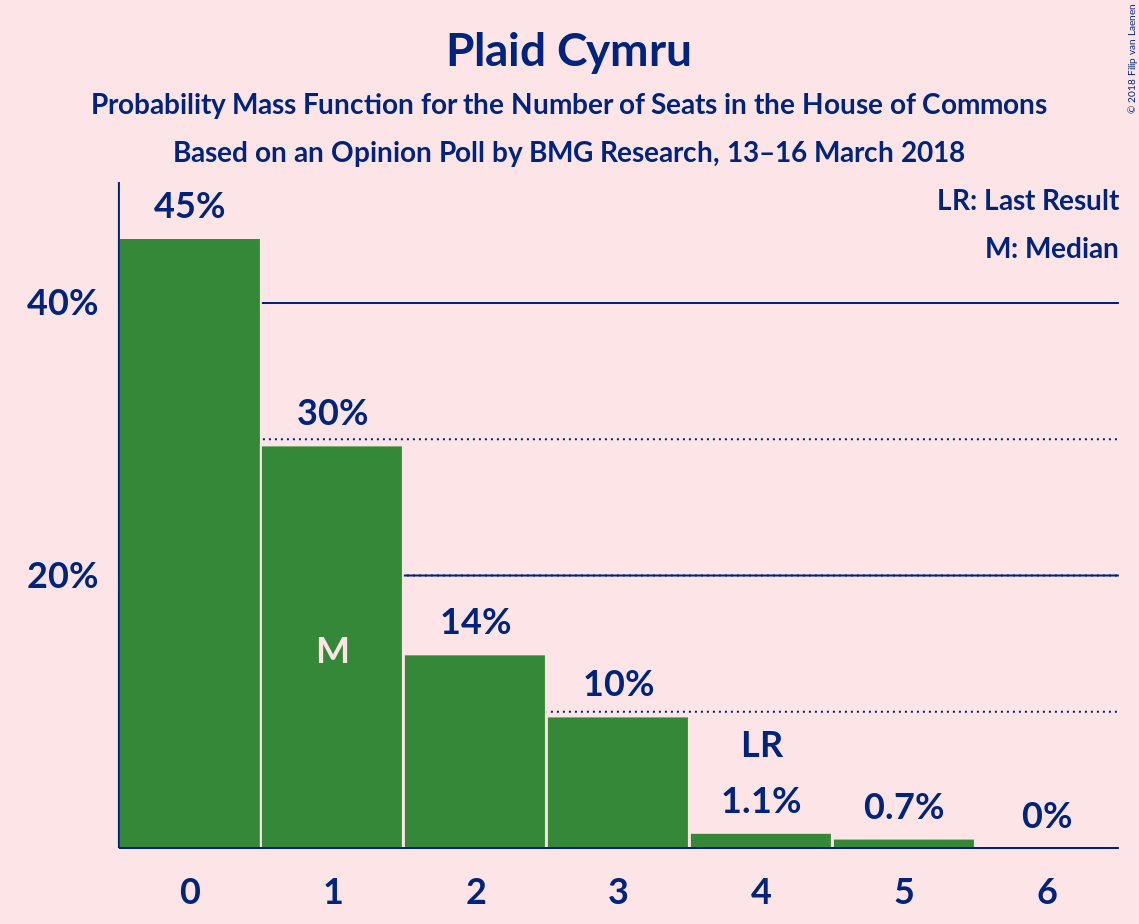 Plaid Cymru
Probability Mass Function for the Number of Seats in the House of Commons
Based on an Opinion Poll by BMG Research, 13–16 March 2018
© 2018 Filip van Laenen
LR: Last Result
M: Median
45%
40%
30%
20%
M
14%
10%
LR
1.1%
0.7%
0%
0 1 2 3 4 5 6